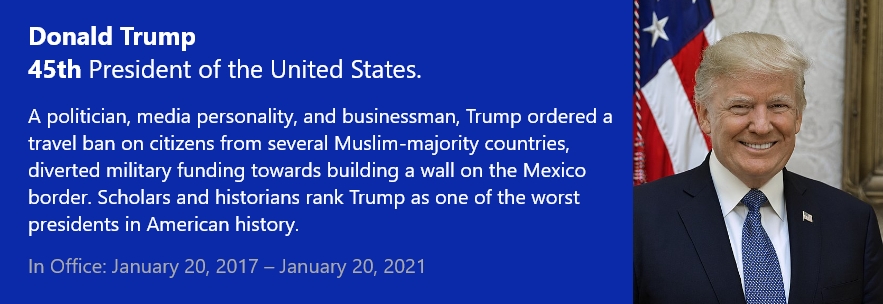 Donald Trump
45th President of the United States.
A politician, media personality, and businessman, Trump ordered a
travel ban on citizens from several Muslim-majority countries,
diverted military funding towards building a wall on the Mexico
border. Scholars and historians rank Trump as one of the worst
presidents in American history.
In Office: January 20, 2017 – January 20, 2021